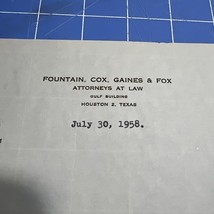 FOUNTAIN, COX, GAINES & FOX
ATTORNEYS AT LAW
GULF BUILDING
HOUSTON 2, TEXAS
July 30, 1958.